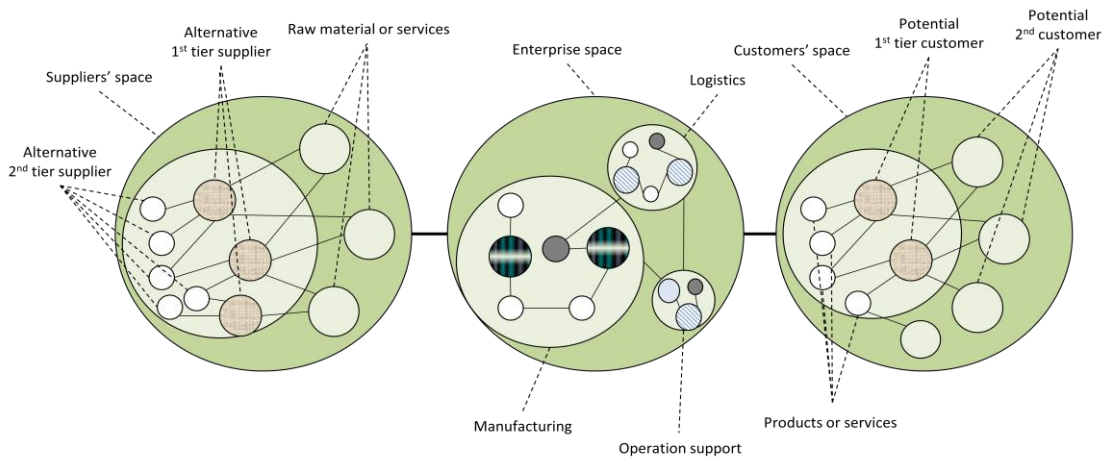 Alternative
1st tier supplier
Raw material or services
Suppliers' space
Alternative
2nd tier supplier
Enterprise space
Logistics
Manufacturing
Operation support
Customers' space
Potential
1st tier customer
Potential
2nd customer
Products or services